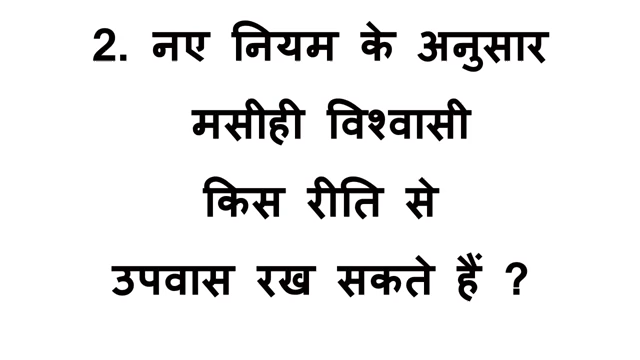 2. नए नियम के अनुसार
मसीही विश्वासी
किस रीति से
उपवास रख सकते हैं ?